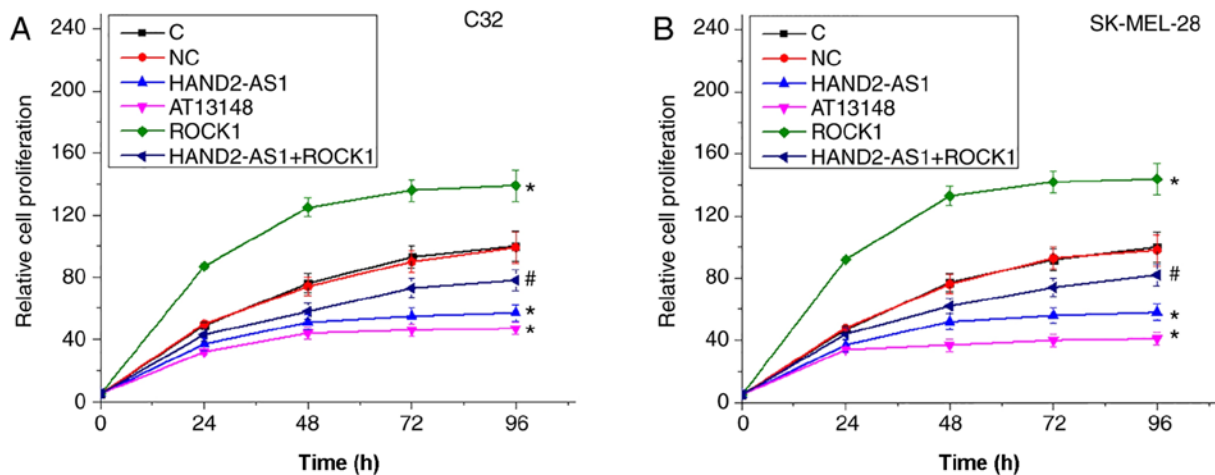 A
C32
Relative cell proliferation
240
200
160
120
80
40
0
C
NC
HAND2-AS1
AT13148
ROCK1
HAND2-AS1+ROCK1
*
#
*
*
0 24 48 72 96
Time (h)
B
SK-MEL-28
Relative cell proliferation
240
200
160
120
80
40
0
C
NC
HAND2-AS1
AT13148
ROCK1
HAND2-AS1+ROCK1
*
#
*
*
0 24 48 72 96
Time (h)